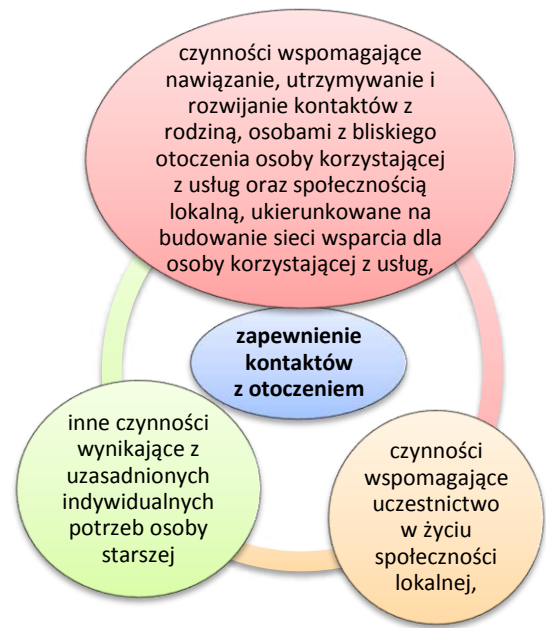 czynności wspomagające
nawiązanie, utrzymywanie i
rozwijanie kontaktów z
rodziną, osobami z bliskiego
otoczenia osoby korzystającej
z usług oraz społecznością
lokalną, ukierunkowane na
budowanie sieci wsparcia dla
osoby korzystającej z usług,
zapewnienie
kontaktów
z otoczeniem
inne czynności
wynikające z
uzasadnionych
indywidualnych
potrzeb osoby
starszej
czynności
wspomagające
uczestnictwo
w życiu
społeczności
lokalnej,